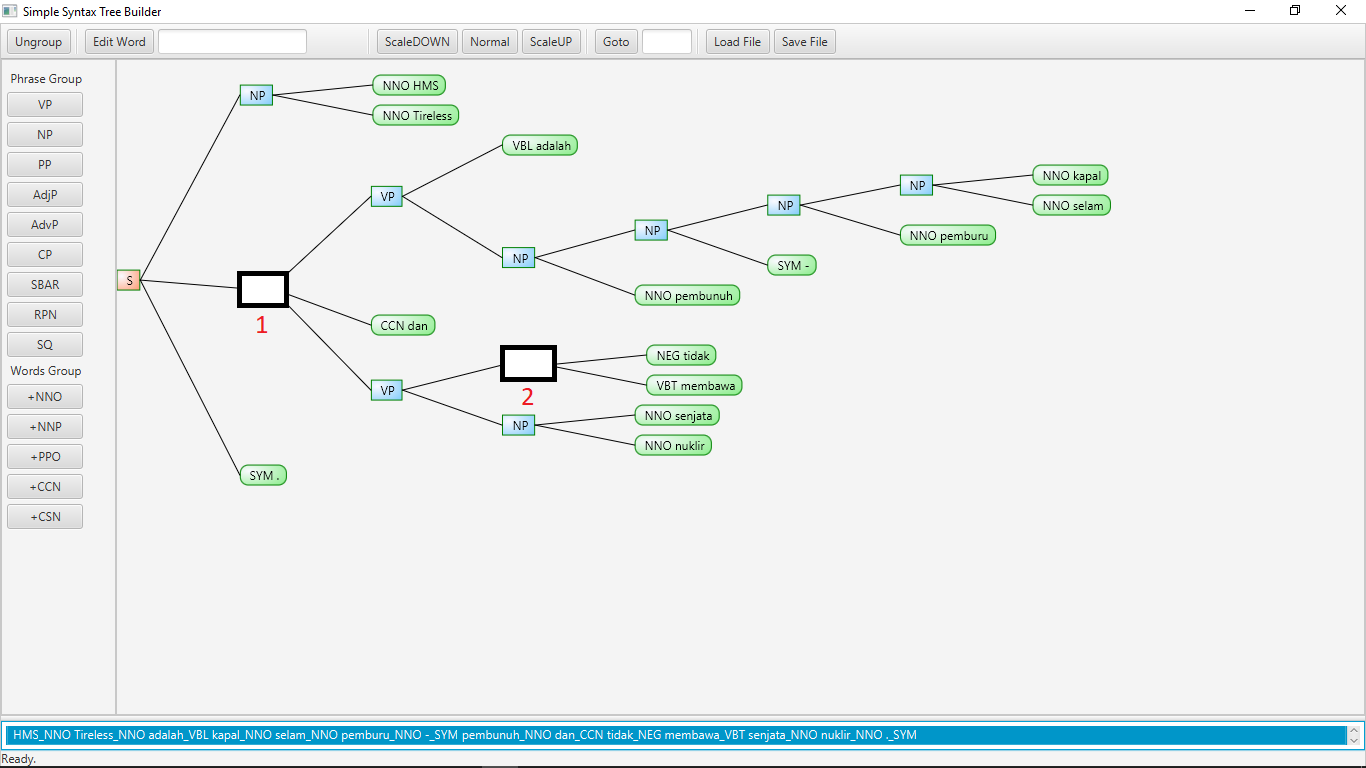 Simple Syntax Tree Builder
Ungroup Edit Word ScaleDOWN Normal ScaleUP Goto Load File Save File
Phrase Group
VP
NP
PP
AdjP
AdvP
CP
SBAR
RPN
SQ
Words Group
+NNO
+NNP
+PPO
+CCN
+CSN
NP
NNO HMS
NNO Tireless
VBL adalah
VP
NP
NP
NP
NP
NNO kapal
NNO selam
NNO pemburu
SYM -
NNO pembunuh
S
1
CCN dan
VP
2
NEG tidak
VBT membawa
NP
NNO senjata
NNO nuklir
SYM .
HMS_NNO Tireless_NNO adalah_VBL kapal_NNO selam_NNO pemburu_NNO -_SYM pembunuh_NNO dan_CCN tidak_NEG membawa_VBT senjata_NNO nuklir_NNO ._SYM
Ready.